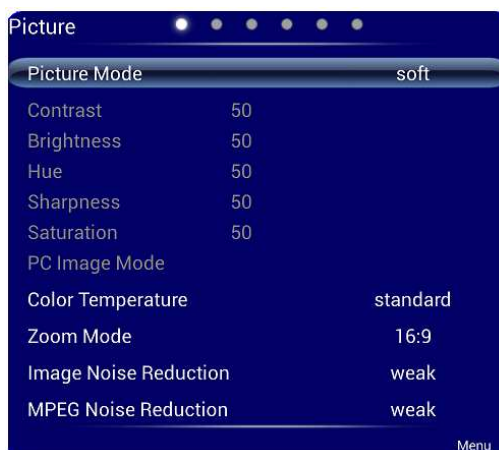 Picture
Picture Mode soft
Contrast 50
Brightness 50
Hue 50
Sharpness 50
Saturation 50
PC Image Mode
Color Temperature standard
Zoom Mode 16:9
Image Noise Reduction weak
MPEG Noise Reduction weak
Menu